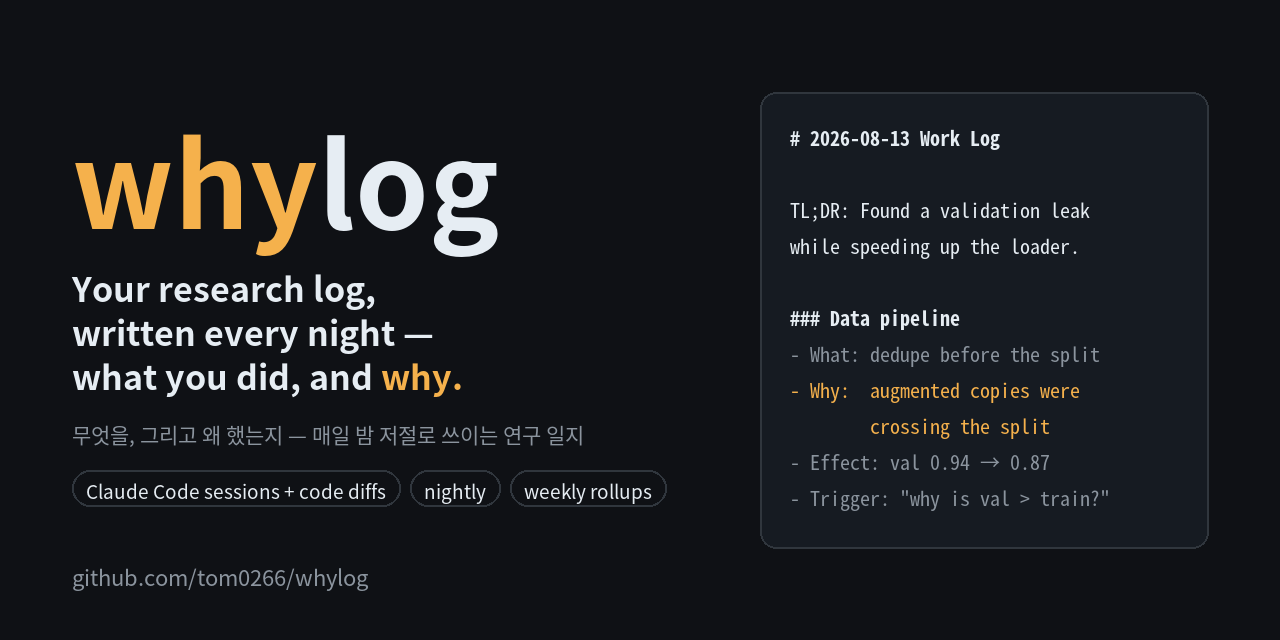 whylog
Your research log,
written every night —
what you did, and why.
무엇을, 그리고 왜 했는지 — 매일 밤 저절로 쓰이는 연구 일지
Claude Code sessions + code diffs
nightly
weekly rollups
github.com/tom0266/whylog
# 2026-08-13 Work Log
TL;DR: Found a validation leak
while speeding up the loader.
### Data pipeline
- What: dedupe before the split
- Why: augmented copies were
crossing the split
- Effect: val 0.94 → 0.87
- Trigger: "why is val > train?"